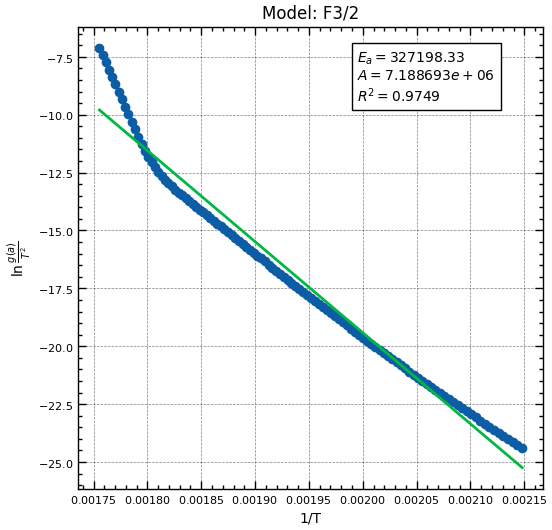 Model: F3/2
E_a = 327198.33
A = 7.188693e + 06
R² = 0.9749
ln g(a)/T²
−7.5
−10.0
−12.5
−15.0
−17.5
−20.0
−22.5
−25.0
0.00175 0.00180 0.00185 0.00190 0.00195 0.00200 0.00205 0.00210 0.00215
1/T